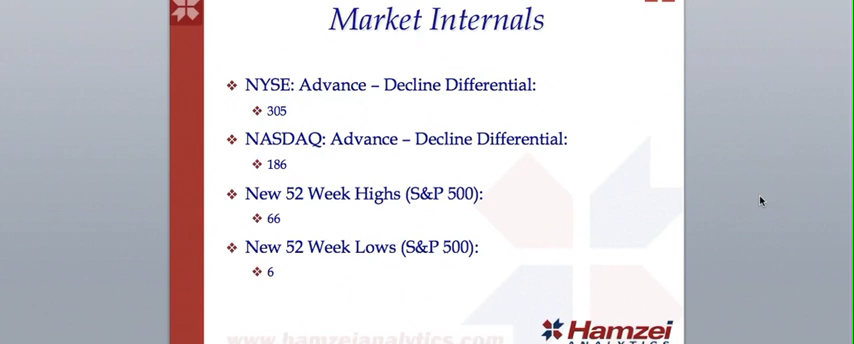 Market Internals
NYSE: Advance – Decline Differential:
305
NASDAQ: Advance – Decline Differential:
186
New 52 Week Highs (S&P 500):
66
New 52 Week Lows (S&P 500):
6
www.hamzeianalytics.com
Hamzei
ANALYTICS